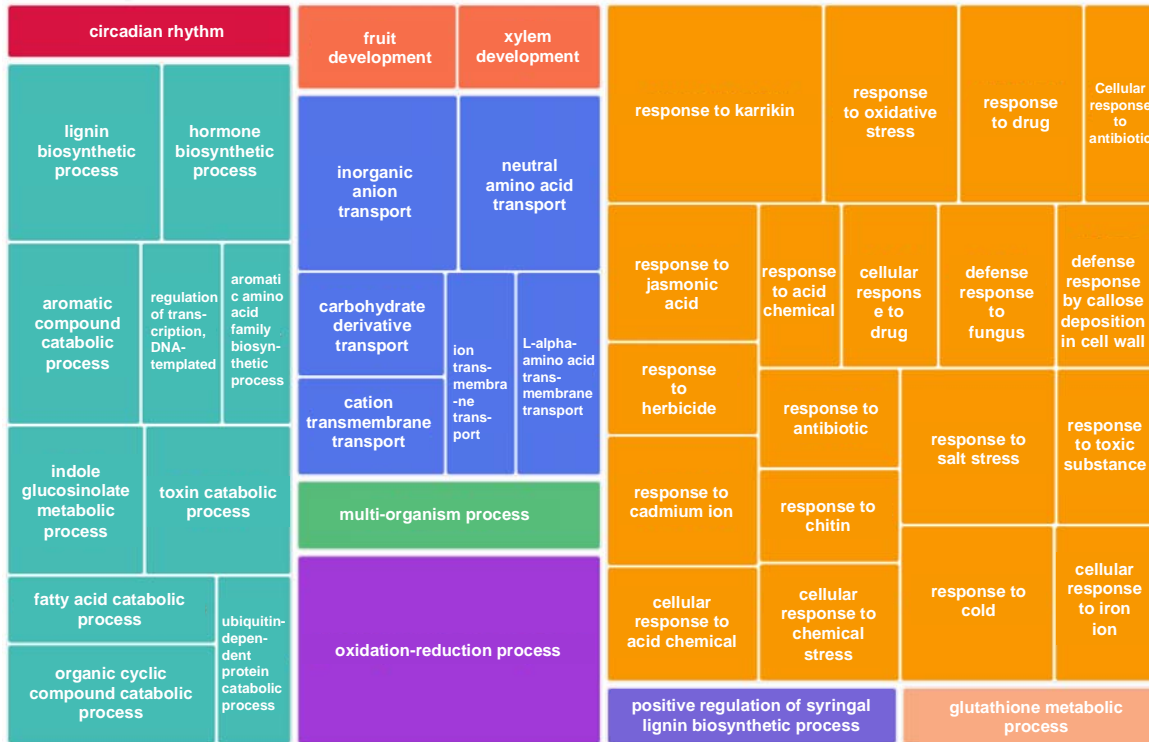 circadian rhythm
lignin
biosynthetic
process
hormone
biosynthetic
process
aromatic
compound
catabolic
process
regulation
of trans-
cription,
DNA-
templated
aromati
c amino
acid
family
biosyn-
thetic
process
indole
glucosinolate
metabolic
process
toxin catabolic
process
fatty acid catabolic
process
organic cyclic
compound catabolic
process
ubiquitin-
depen-
dent
protein
catabolic
process
fruit
development
xylem
development
inorganic
anion
transport
neutral
amino acid
transport
carbohydrate
derivative
transport
cation
transmembrane
transport
ion
trans-
membra
-ne
trans-
port
L-alpha-
amino acid
trans-
membrane
transport
multi-organism process
oxidation-reduction process
response to karrikin
response
to oxidative
stress
response
to drug
Cellular
response
to
antibiotic
response to
jasmonic
acid
response
to acid
chemical
cellular
respons
e to
drug
defense
response
to
fungus
defense
response
by callose
deposition
in cell wall
response
to
herbicide
response to
antibiotic
response to
salt stress
response
to toxic
substance
response to
cadmium ion
response to
chitin
cellular
response to
acid chemical
cellular
response to
chemical
stress
response to
cold
cellular
response
to iron
ion
positive regulation of syringal
lignin biosynthetic process
glutathione metabolic
process